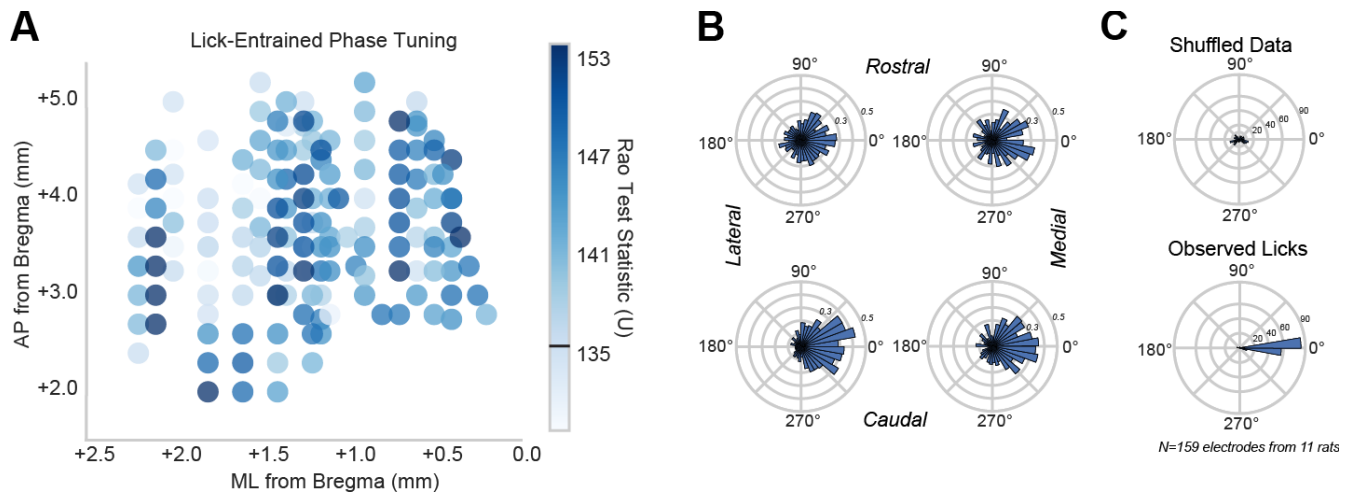 A
Lick-Entrained Phase Tuning
+5.0
+4.0
+3.0
+2.0
AP from Bregma (mm)
+2.5 +2.0 +1.5 +1.0 +0.5 0.0
ML from Bregma (mm)
153
147
141
135
Rao Test Statistic (U)
B
Rostral
90°
180°
0.3
0.5
0°
270°
90°
180°
0.3
0.5
0°
270°
Lateral
Medial
90°
180°
0.3
0.5
0°
270°
90°
180°
0.3
0.5
0°
270°
Caudal
C
Shuffled Data
90°
180°
20 40 60 90
0°
270°
Observed Licks
90°
180°
20 40 60 90
0°
270°
N=159 electrodes from 11 rats